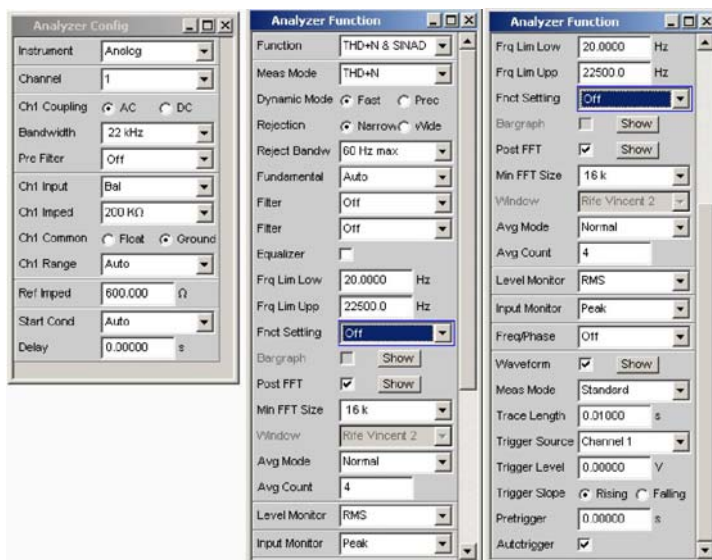 Analyzer Config
Instrument Analog
Channel 1
Ch1 Coupling AC DC
Bandwidth 22 kHz
Pre Filter Off
Ch1 Input Bal
Ch1 Imped 200 KΩ
Ch1 Common Float Ground
Ch1 Range Auto
Ref Imped 600.000 Ω
Start Cond Auto
Delay 0.00000 s
Analyzer Function
Function THD+N & SINAD
Meas Mode THD+N
Dynamic Mode Fast Prec
Rejection Narrow Wide
Reject Bandw 60 Hz max
Fundamental Auto
Filter Off
Filter Off
Equalizer
Frq Lim Low 20.0000 Hz
Frq Lim Upp 22500.0 Hz
Fnct Settling Off
Bargraph Show
Post FFT Show
Min FFT Size 16 k
Window Rife Vincent 2
Avg Mode Normal
Avg Count 4
Level Monitor RMS
Input Monitor Peak
Analyzer Function
Frq Lim Low 20.0000 Hz
Frq Lim Upp 22500.0 Hz
Fnct Settling Off
Bargraph Show
Post FFT Show
Min FFT Size 16 k
Window Rife Vincent 2
Avg Mode Normal
Avg Count 4
Level Monitor RMS
Input Monitor Peak
Freq/Phase Off
Waveform Show
Meas Mode Standard
Trace Length 0.01000 s
Trigger Source Channel 1
Trigger Level 0.00000 V
Trigger Slope Rising Falling
Pretrigger 0.00000 s
Autotrigger